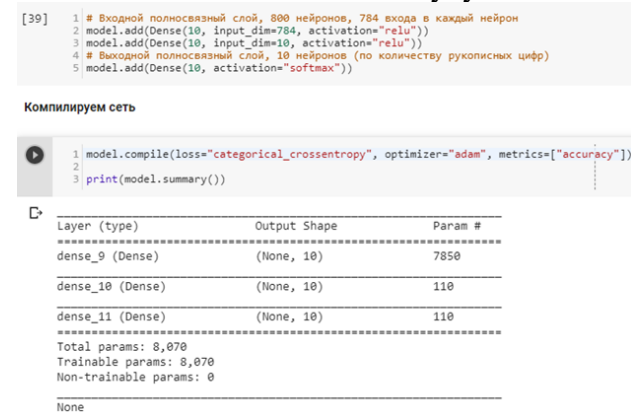 [39]
1 # Входной полносвязный слой, 800 нейронов, 784 входа в каждый нейрон
2 model.add(Dense(10, input_dim=784, activation="relu"))
3 model.add(Dense(10, input_dim=10, activation="relu"))
4 # Выходной полносвязный слой, 10 нейронов (по количеству рукописных цифр)
5 model.add(Dense(10, activation="softmax"))
Компилируем сеть
1 model.compile(loss="categorical_crossentropy", optimizer="adam", metrics=["accuracy"])
2
3 print(model.summary())
Layer (type) Output Shape Param #
dense_9 (Dense) (None, 10) 7850
dense_10 (Dense) (None, 10) 110
dense_11 (Dense) (None, 10) 110
Total params: 8,070
Trainable params: 8,070
Non-trainable params: 0
None